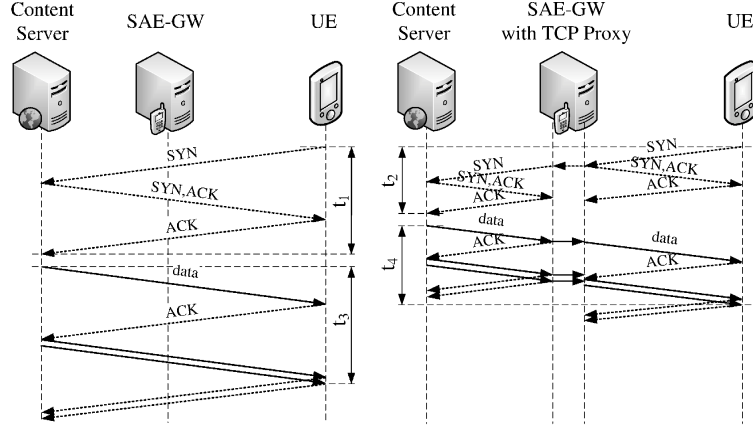 Content
Server
SAE-GW
UE
SYN
SYN,ACK
ACK
t1
data
ACK
t3
Content
Server
SAE-GW
with TCP Proxy
UE
SYN
SYN
SYN,ACK
SYN,ACK
ACK
ACK
t2
data
data
ACK
ACK
t4